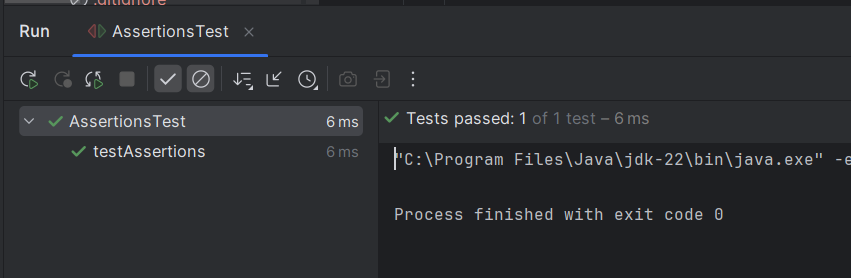 .gitignore
Run AssertionsTest
AssertionsTest 6 ms
testAssertions 6 ms
Tests passed: 1 of 1 test – 6 ms
"C:\Program Files\Java\jdk-22\bin\java.exe" -e
Process finished with exit code 0